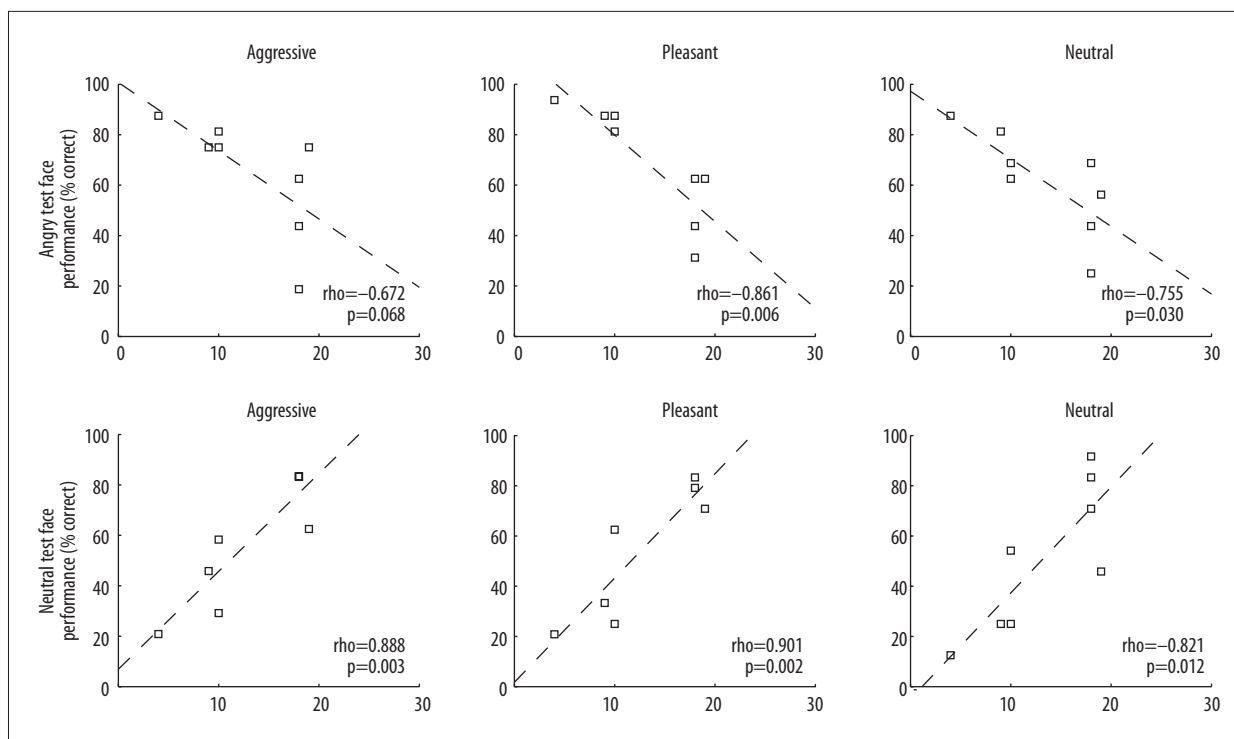 Aggressive
Pleasant
Neutral
Angry test face
performance (% correct)
100
80
60
40
20
0
0
10
20
30
rho=–0.672
p=0.068
100
80
60
40
20
0
0
10
20
30
rho=–0.861
p=0.006
100
80
60
40
20
0
0
10
20
30
rho=–0.755
p=0.030
Aggressive
Pleasant
Neutral
Neutral test face
performance (% correct)
100
80
60
40
20
0
10
20
30
rho=0.888
p=0.003
100
80
60
40
20
0
10
20
30
rho=0.901
p=0.002
100
80
60
40
20
0
10
20
30
rho=–0.821
p=0.012